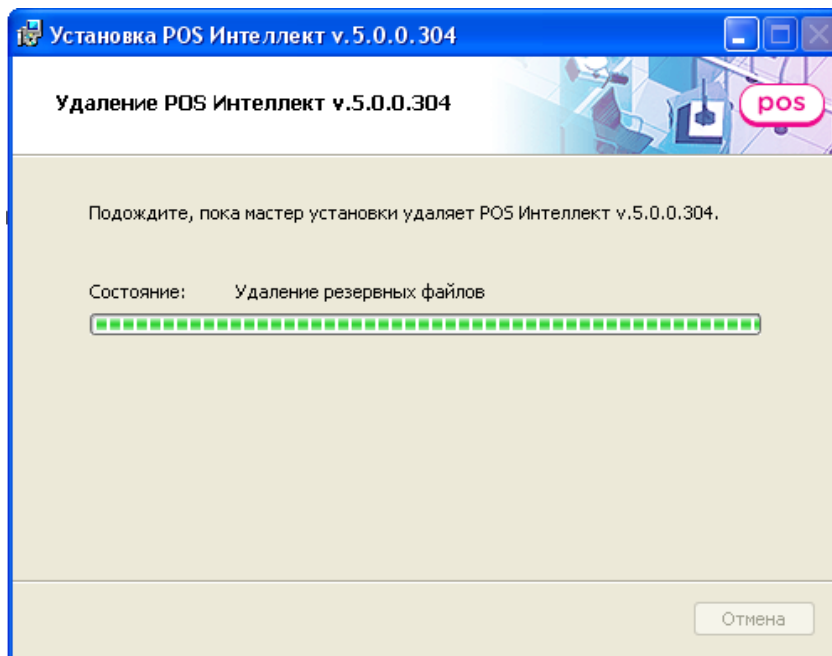 Установка POS Интеллект v.5.0.0.304
Удаление POS Интеллект v.5.0.0.304
pos
Подождите, пока мастер установки удаляет POS Интеллект v.5.0.0.304.
Состояние: Удаление резервных файлов
Отмена